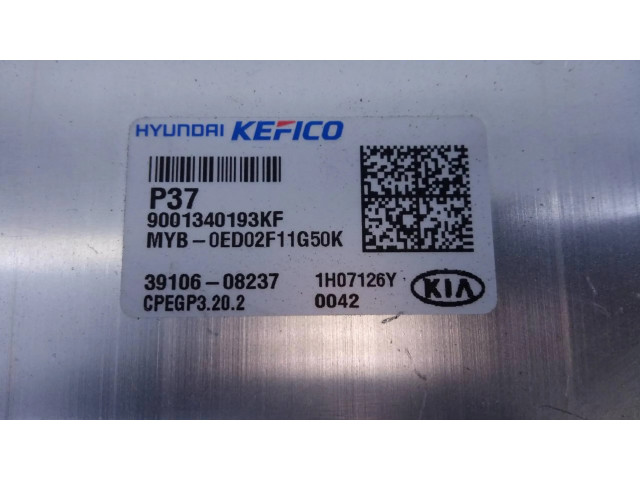 HYUNDAI KEFICO
P37
9001340193KF
MYB-0ED02F11G50K
39106-08237 1H07126Y
CPEGP3.20.2 0042
KIA